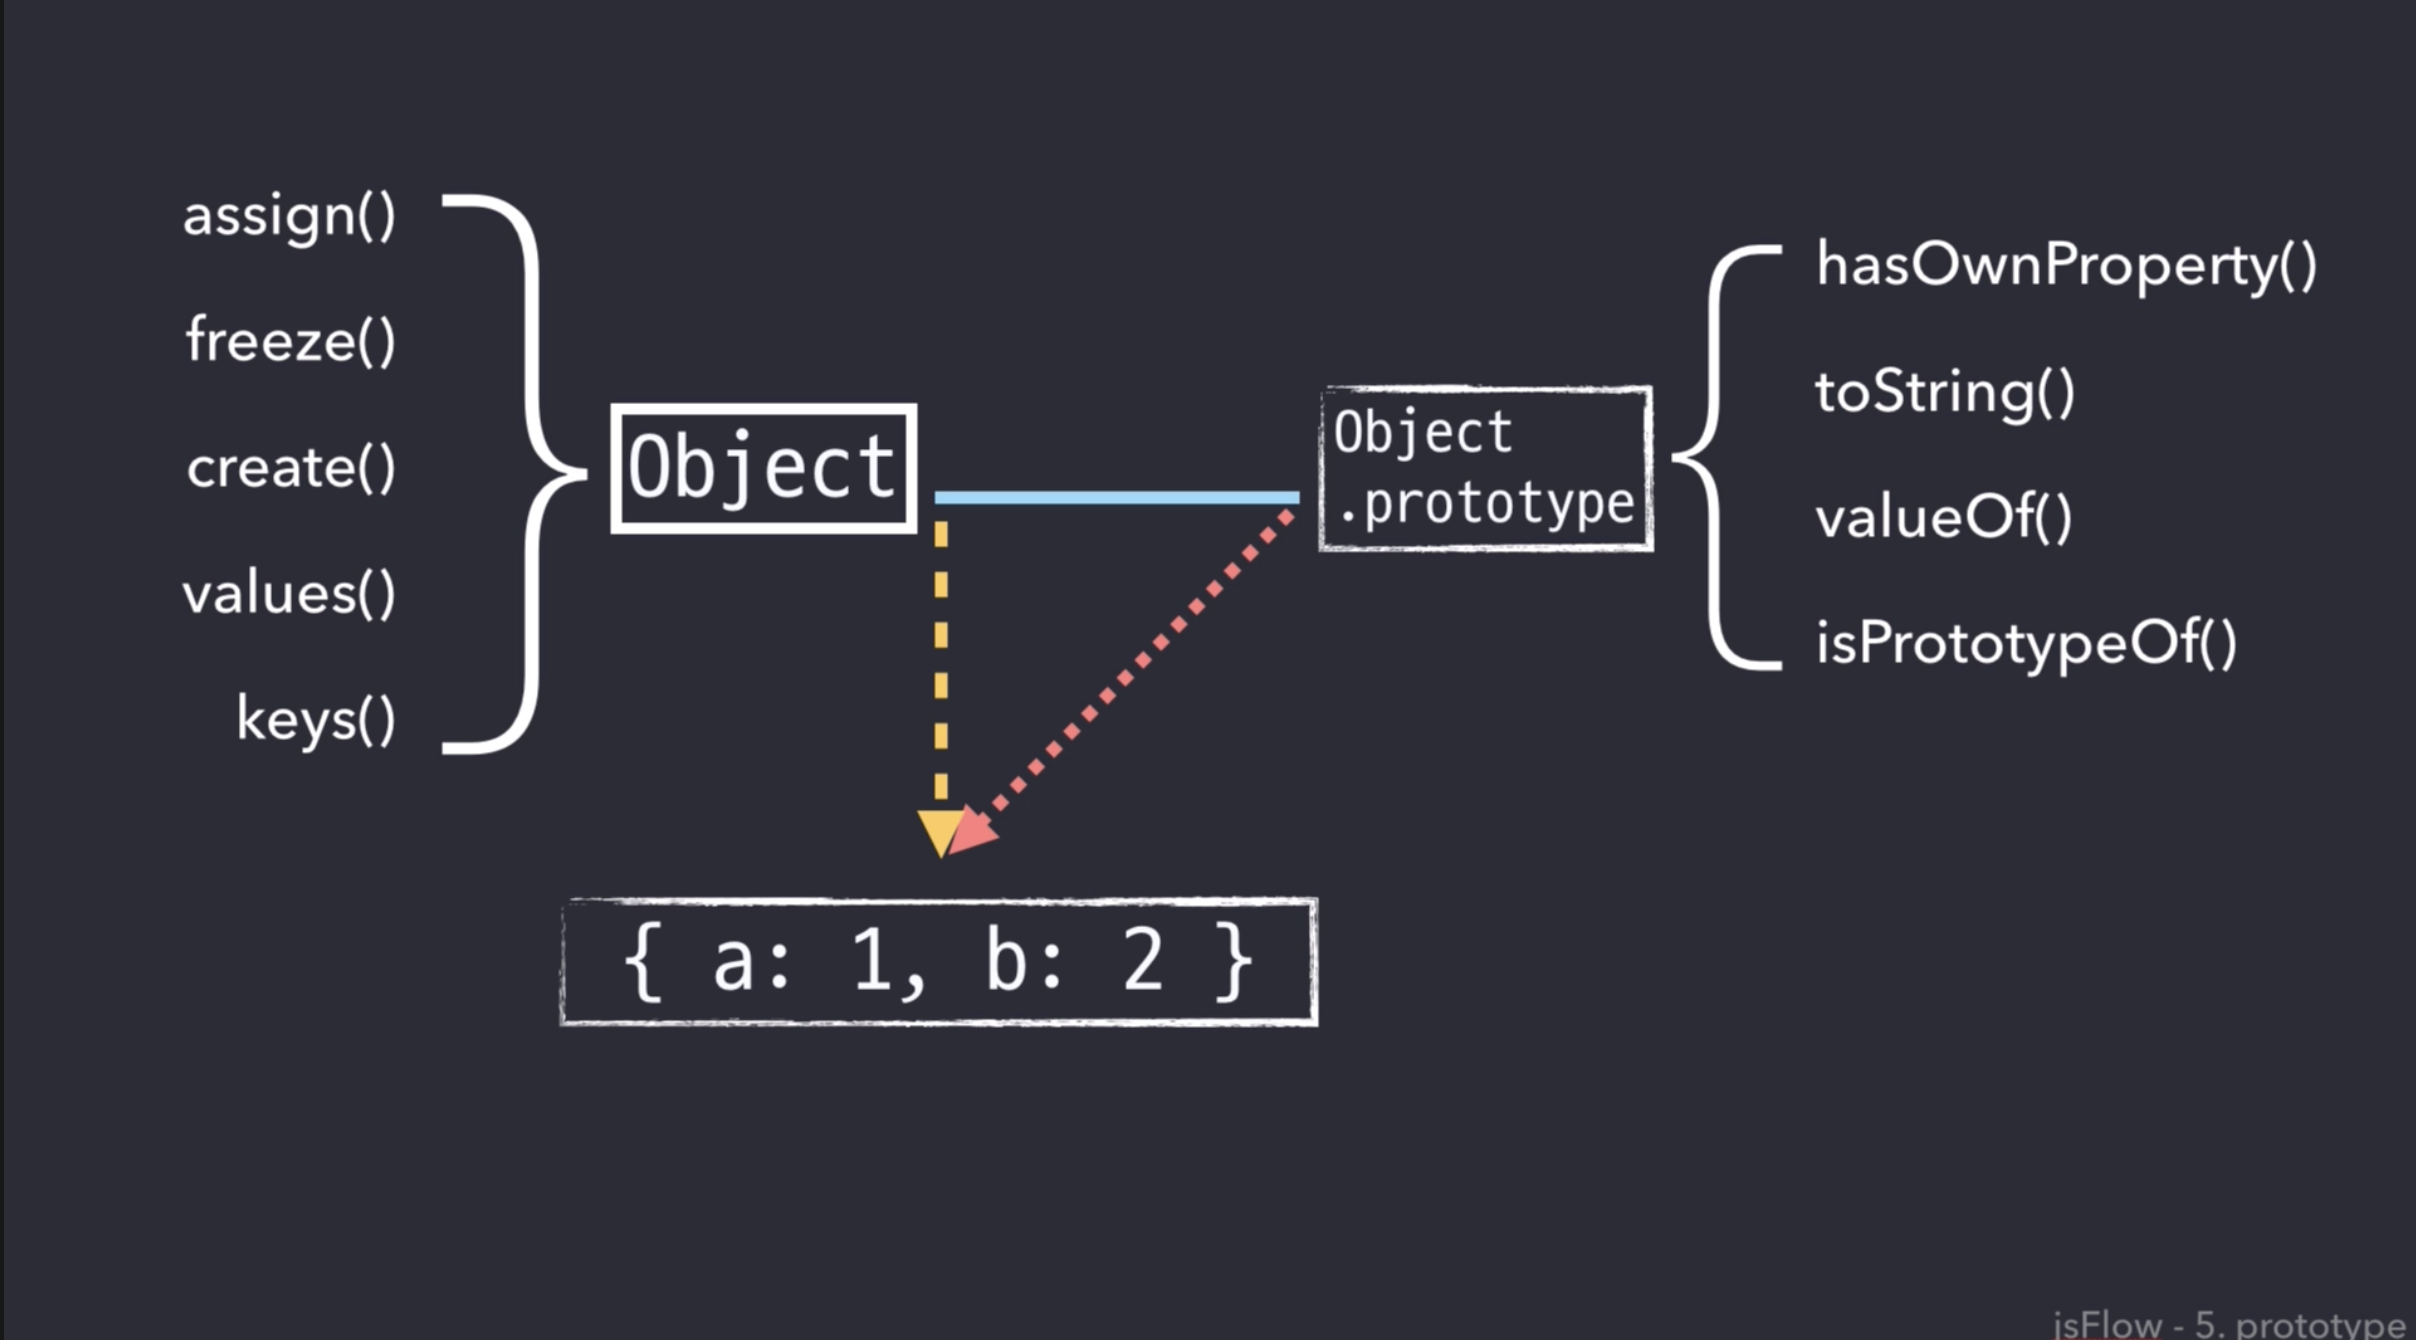 assign()
freeze()
create()
values()
keys()
Object
Object
.prototype
hasOwnProperty()
toString()
valueOf()
isPrototypeOf()
{ a: 1, b: 2 }
jsFlow - 5. prototype